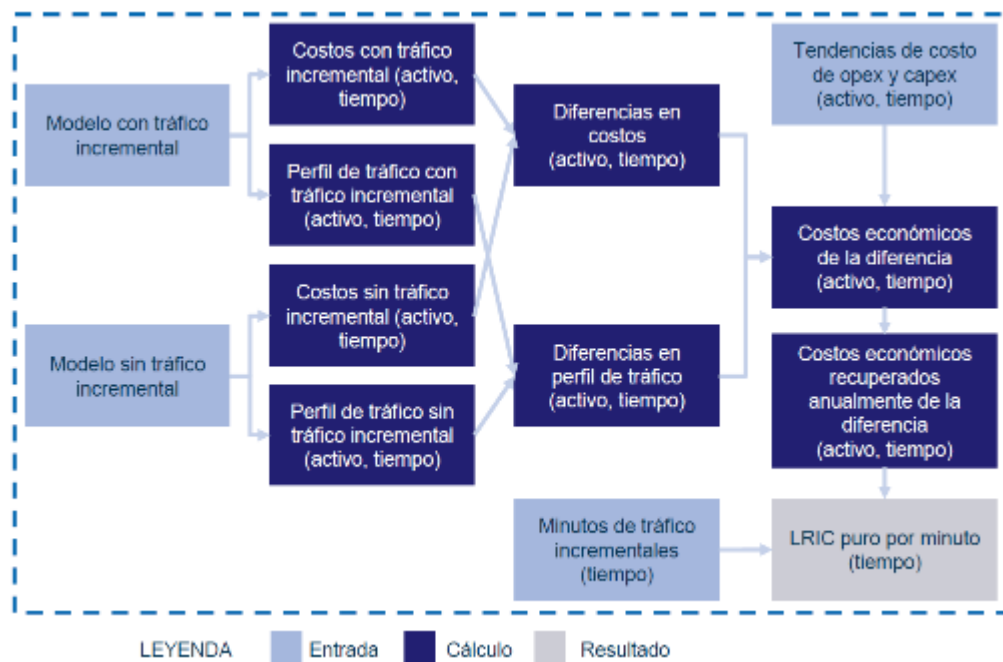 Modelo con tráfico
incremental
Modelo sin tráfico
incremental
Costos con tráfico
incremental (activo,
tiempo)
Perfil de tráfico con
tráfico incremental
(activo, tiempo)
Costos sin tráfico
incremental (activo,
tiempo)
Perfil de tráfico sin
tráfico incremental
(activo, tiempo)
Diferencias en
costos
(activo, tiempo)
Diferencias en
perfil de tráfico
(activo, tiempo)
Minutos de tráfico
incrementales
(tiempo)
Tendencias de costo
de opex y capex
(activo, tiempo)
Costos económicos
de la diferencia
(activo, tiempo)
Costos económicos
recuperados
anualmente de la
diferencia
(activo, tiempo)
LRIC puro por minuto
(tiempo)
LEYENDA
Entrada
Cálculo
Resultado